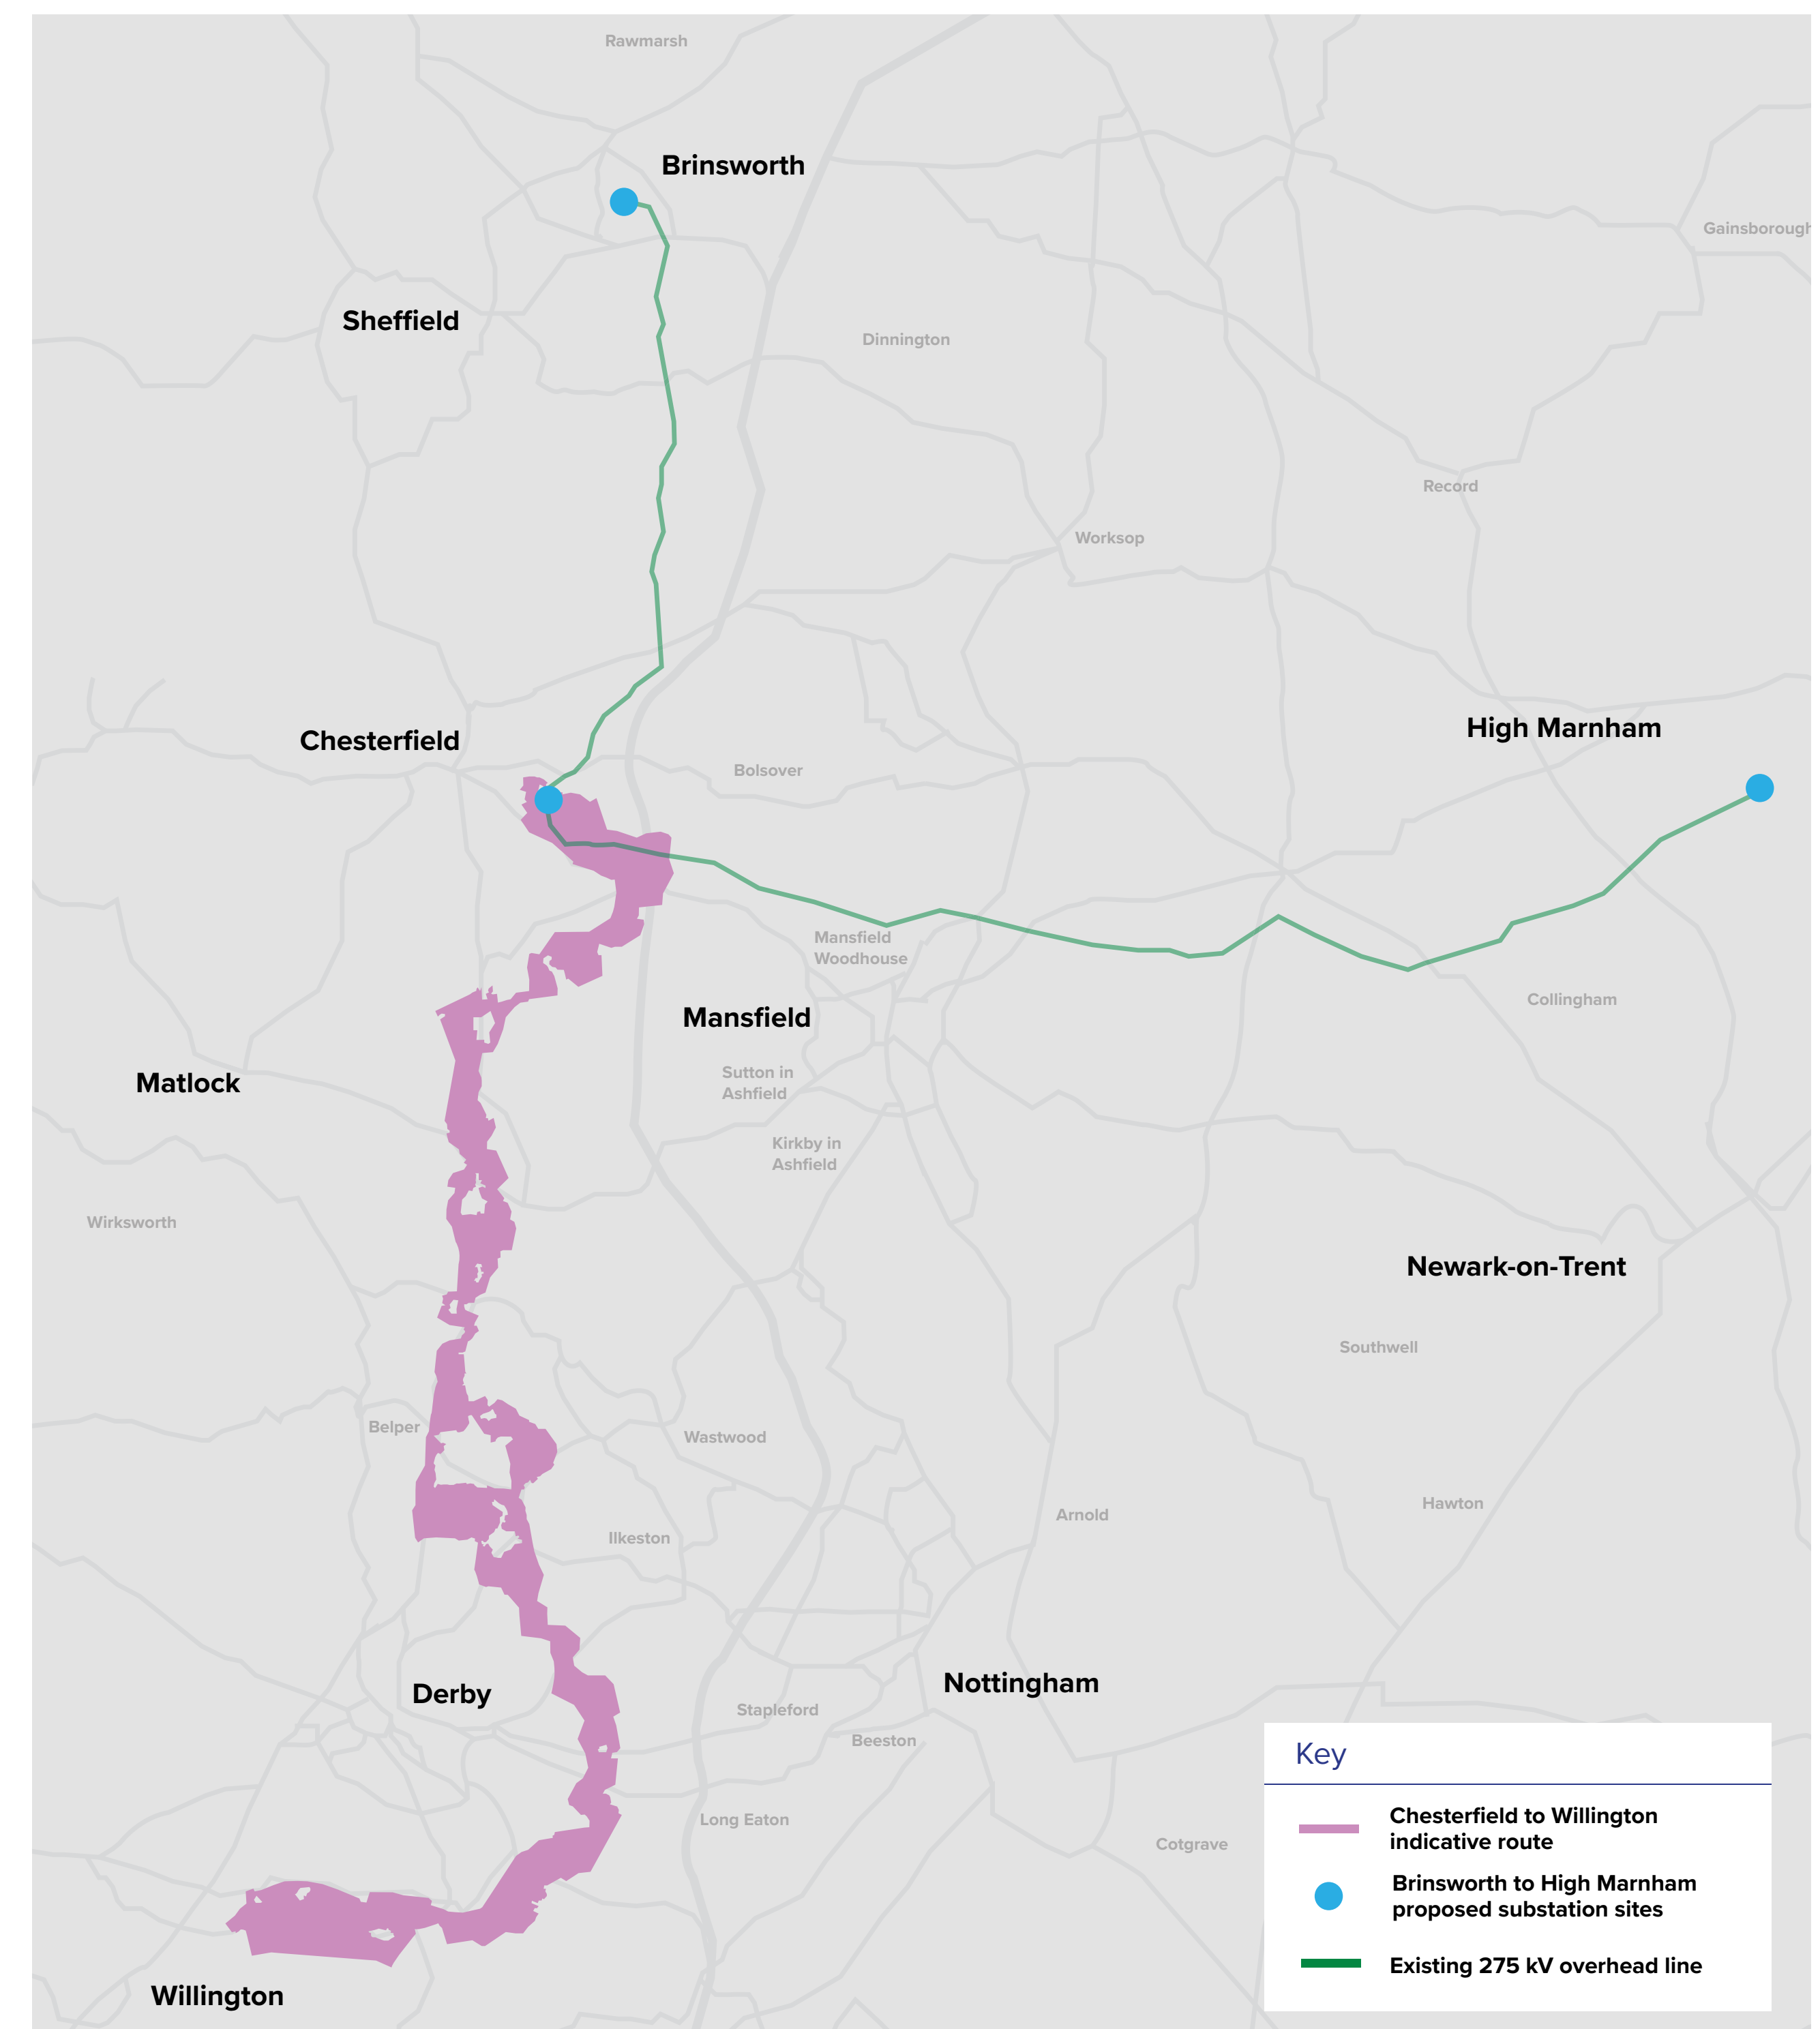 Rawmarsh
Brinsworth
Gainsborough
Sheffield
Dinnington
Record
Worksop
High Marnham
Chesterfield
Bolsover
Mansfield
Woodhouse
Collingham
Mansfield
Matlock
Sutton in
Ashfield
Kirkby in
Ashfield
Wirksworth
Newark-on-Trent
Southwell
Belper
Wastwood
Hawton
Arnold
Ilkeston
Nottingham
Derby
Stapleford
Beeston
Long Eaton
Cotgrave
Willington
Key
Chesterfield to Willington
indicative route
Brinsworth to High Marnham
proposed substation sites
Existing 275 kV overhead line